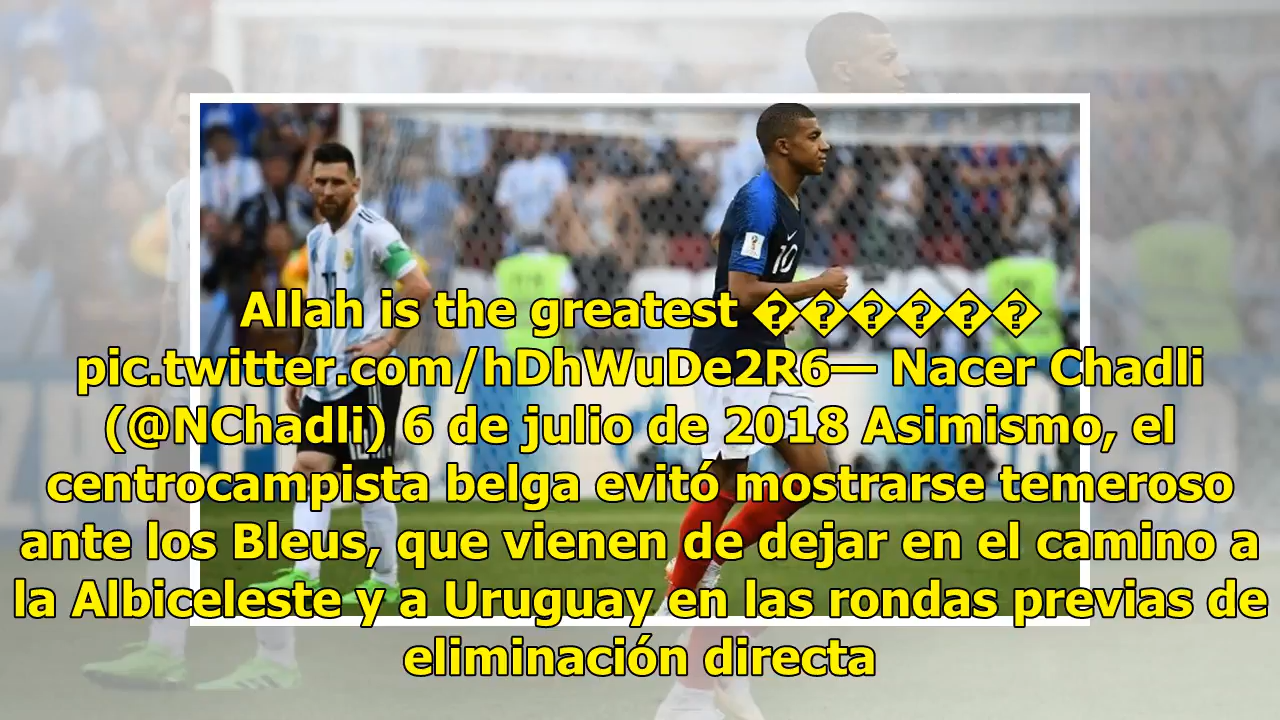 Allah is the greatest ������
pic.twitter.com/hDhWuDe2R6— Nacer Chadli
(@NChadli) 6 de julio de 2018 Asimismo, el
centrocampista belga evitó mostrarse temeroso
ante los Bleus, que vienen de dejar en el camino a
la Albiceleste y a Uruguay en las rondas previas de
eliminación directa
10